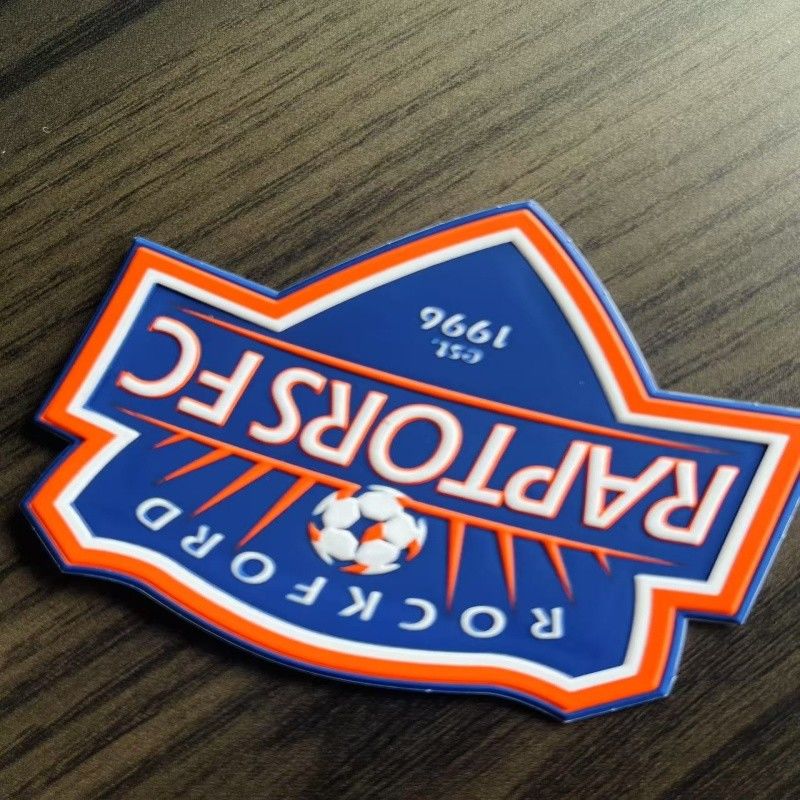 ROCKFORD
RAPTORS FC
est.
1996